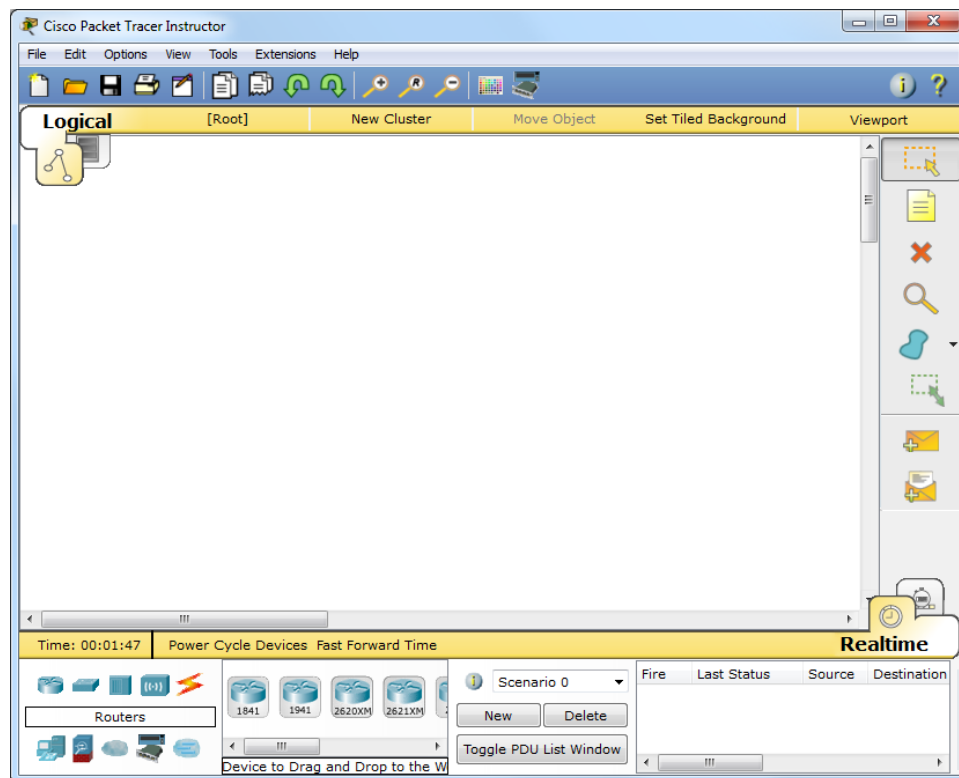 Cisco Packet Tracer Instructor
File Edit Options View Tools Extensions Help
Logical [Root] New Cluster Move Object Set Tiled Background Viewport
Time: 00:01:47 Power Cycle Devices Fast Forward Time Realtime
Routers
1841 1941 2620XM 2621XM
Device to Drag and Drop to the W
Scenario 0
New Delete
Toggle PDU List Window
Fire Last Status Source Destination